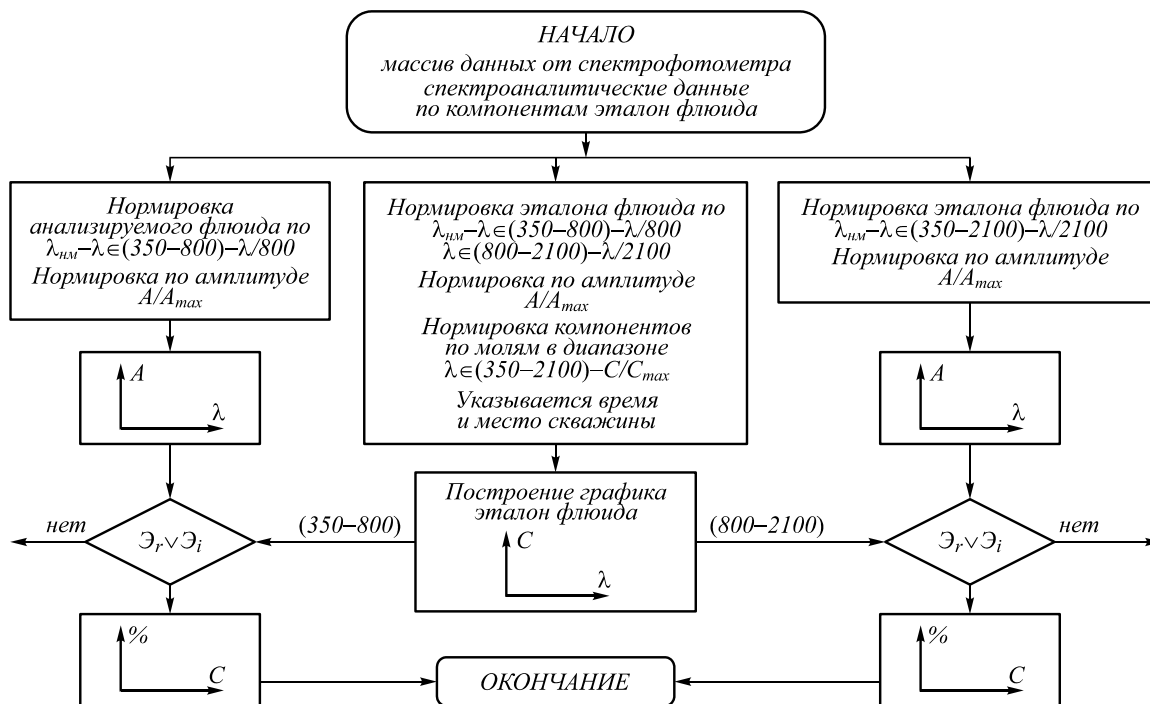 НАЧАЛО
массив данных от спектрофотометра
спектроаналитические данные
по компонентам эталон флюида
Нормировка
анализируемого флюида по
λнм–λ∈(350–800)–λ/800
Нормировка по амплитуде
A/Amax
Нормировка эталона флюида по
λнм–λ∈(350–800)–λ/800
λ∈(800–2100)–λ/2100
Нормировка по амплитуде
A/Amax
Нормировка компонентов
по молям в диапазоне
λ∈(350–2100)–C/Cmax
Указывается время
и место скважины
Нормировка эталона флюида по
λнм–λ∈(350–2100)–λ/2100
Нормировка по амплитуде
A/Amax
A
λ
A
λ
нет
Эr∨Эi
(350–800)
Построение графика
эталон флюида
C
λ
(800–2100)
Эr∨Эi
нет
%
C
ОКОНЧАНИЕ
%
C